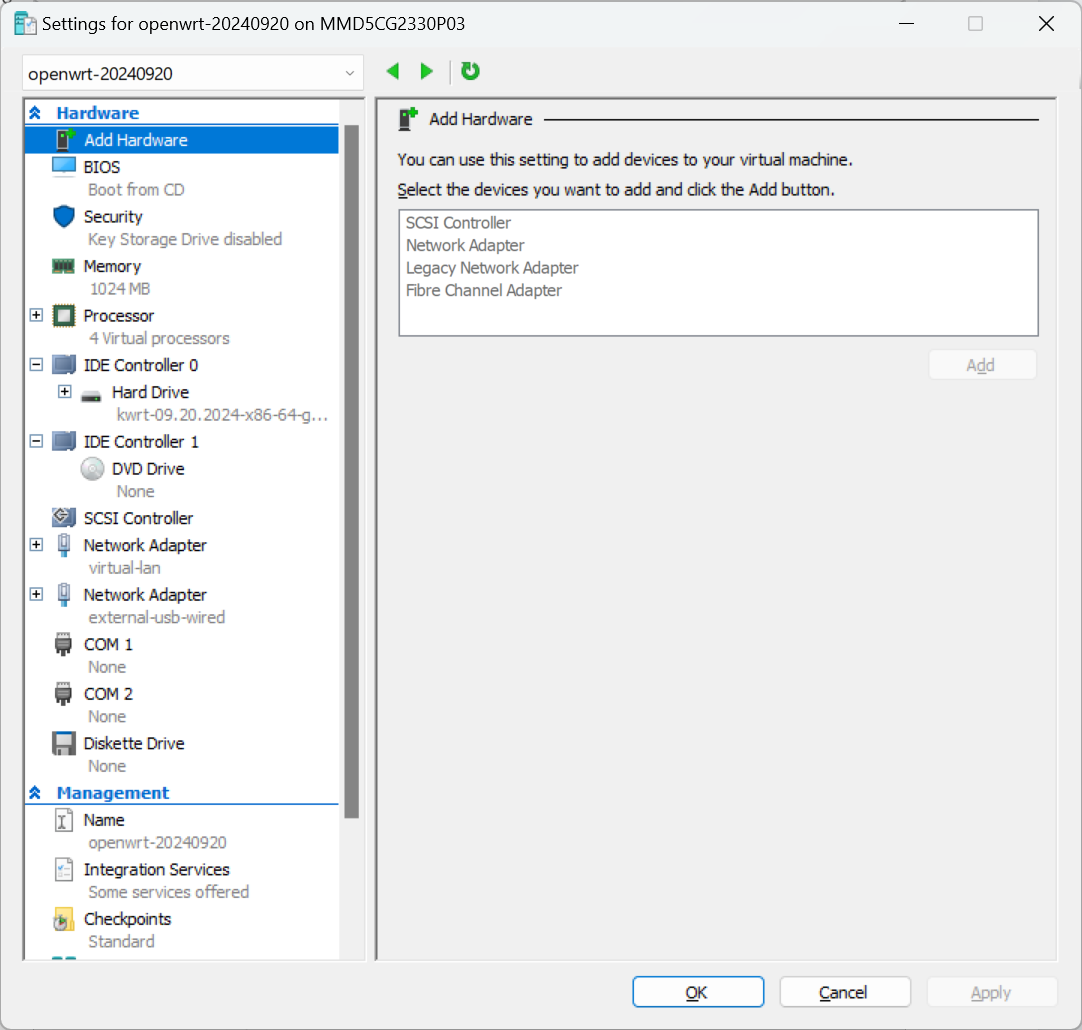 Settings for openwrt-20240920 on MMD5CG2330P03
openwrt-20240920
Hardware
Add Hardware
BIOS
Boot from CD
Security
Key Storage Drive disabled
Memory
1024 MB
Processor
4 Virtual processors
IDE Controller 0
Hard Drive
kwrt-09.20.2024-x86-64-g...
IDE Controller 1
DVD Drive
None
SCSI Controller
Network Adapter
virtual-lan
Network Adapter
external-usb-wired
COM 1
None
COM 2
None
Diskette Drive
None
Management
Name
openwrt-20240920
Integration Services
Some services offered
Checkpoints
Standard
Add Hardware
You can use this setting to add devices to your virtual machine.
Select the devices you want to add and click the Add button.
SCSI Controller
Network Adapter
Legacy Network Adapter
Fibre Channel Adapter
Add
OK
Cancel
Apply